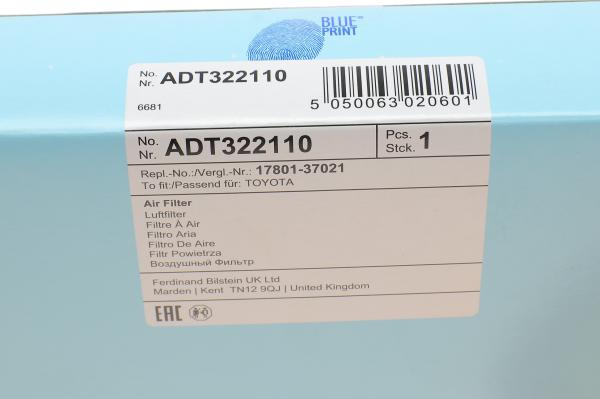 BLUE
PRINT
No.
Nr. ADT322110
6681
5 050063 020601
No.
Nr. ADT322110
Pcs.
Stck. 1
Repl.-No.:/Vergl.-Nr.: 17801-37021
To fit:/Passend für: TOYOTA
Air Filter
Luftfilter
Filtre À Air
Filtro Aria
Filtro De Aire
Filtr Powietrza
Воздушный Фильтр
Ferdinand Bilstein UK Ltd
Marden | Kent TN12 9QJ | United Kingdom
EAC